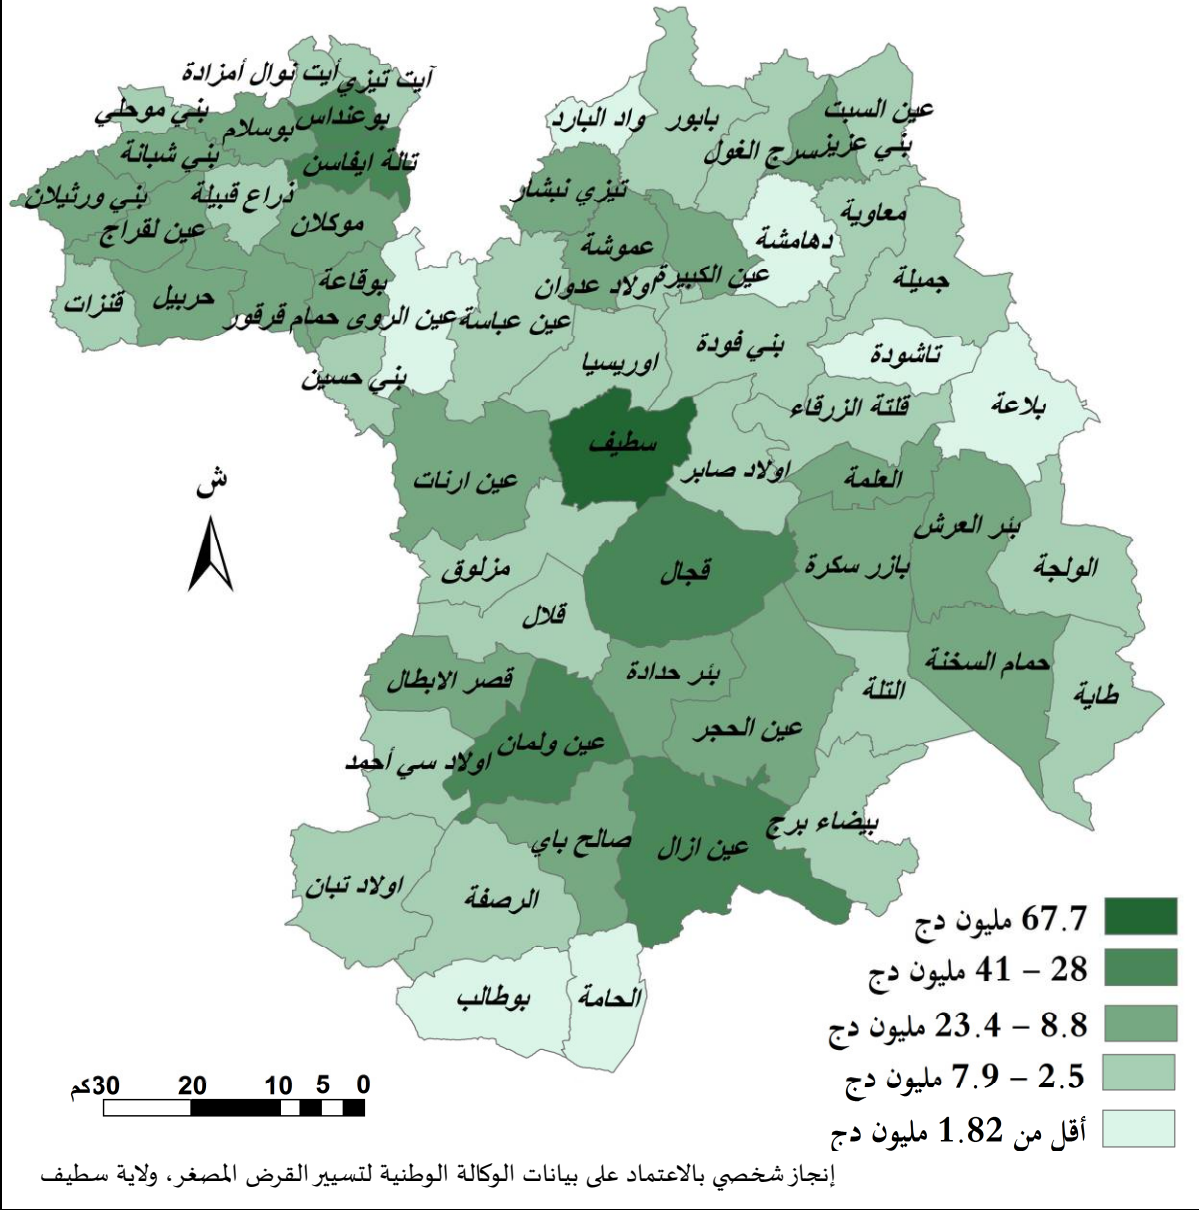 آيت نوال أمزادة
آيت تيزي
بني موحلي
بوسلام
بوعنداس
بني شبانة
تالة ايفاسن
بني ورثيلان
ذراع قبيلة
عين لقراج
موكلان
قنزات
حربيل
بوقاعة
حمام قرقور
عين الروى
بني حسين
واد البارد
بابور
سرج الغول
عين السبت
بني عزيز
تيزي نبشار
معاوية
عموشة
دهامشة
عين الكبيرة
اولاد عدوان
جميلة
عين عباسة
اوريسيا
بني فودة
تاشودة
بلاعة
قلتة الزرقاء
سطيف
عين ارنات
اولاد صابر
العلمة
بئر العرش
ش
مزلوق
قجال
بازر سكرة
الولجة
قلال
قصر الابطال
بئر حدادة
حمام السخنة
التلة
طاية
عين ولمان
عين الحجر
اولاد سي أحمد
صالح باي
عين ازال
بيضاء برج
اولاد تبان
الرصفة
بوطالب
الحامة
67.7 مليون دج
28 – 41 مليون دج
8.8 – 23.4 مليون دج
2.5 – 7.9 مليون دج
أقل من 1.82 مليون دج
0 5 10 20 30كم
إنجاز شخصي بالاعتماد على بيانات الوكالة الوطنية لتسيير القرض المصغر، ولاية سطيف